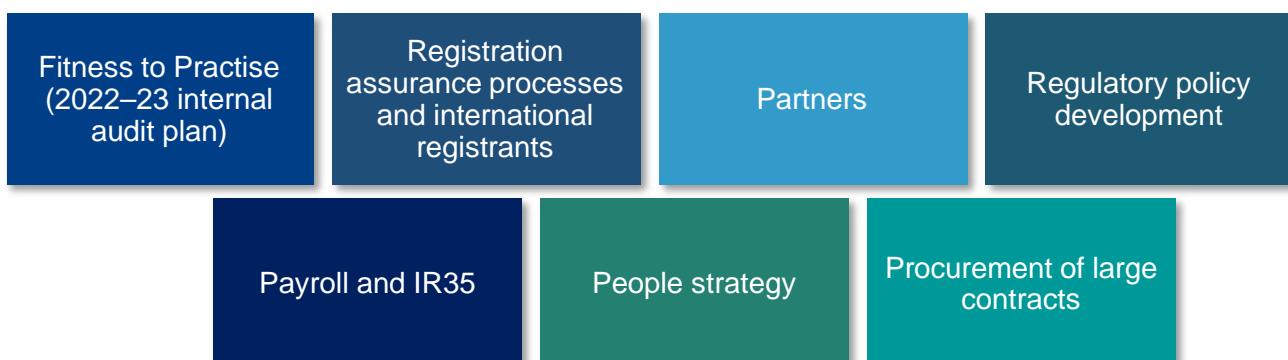 Fitness to Practise
(2022–23 internal
audit plan)
Registration
assurance processes
and international
registrants
Partners
Regulatory policy
development
Payroll and IR35
People strategy
Procurement of large
contracts